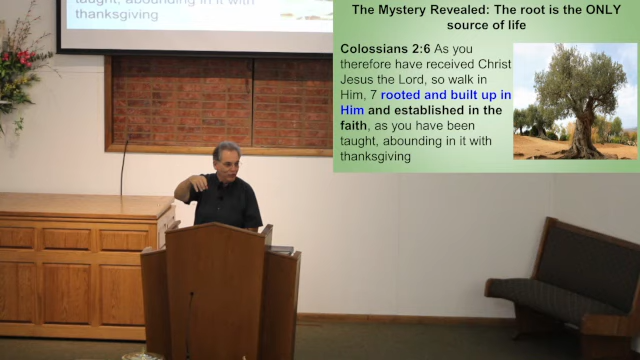 taught, abounding in it with
thanksgiving
The Mystery Revealed: The root is the ONLY
source of life
Colossians 2:6 As you
therefore have received Christ
Jesus the Lord, so walk in
Him, 7 rooted and built up in
Him and established in the
faith, as you have been
taught, abounding in it with
thanksgiving